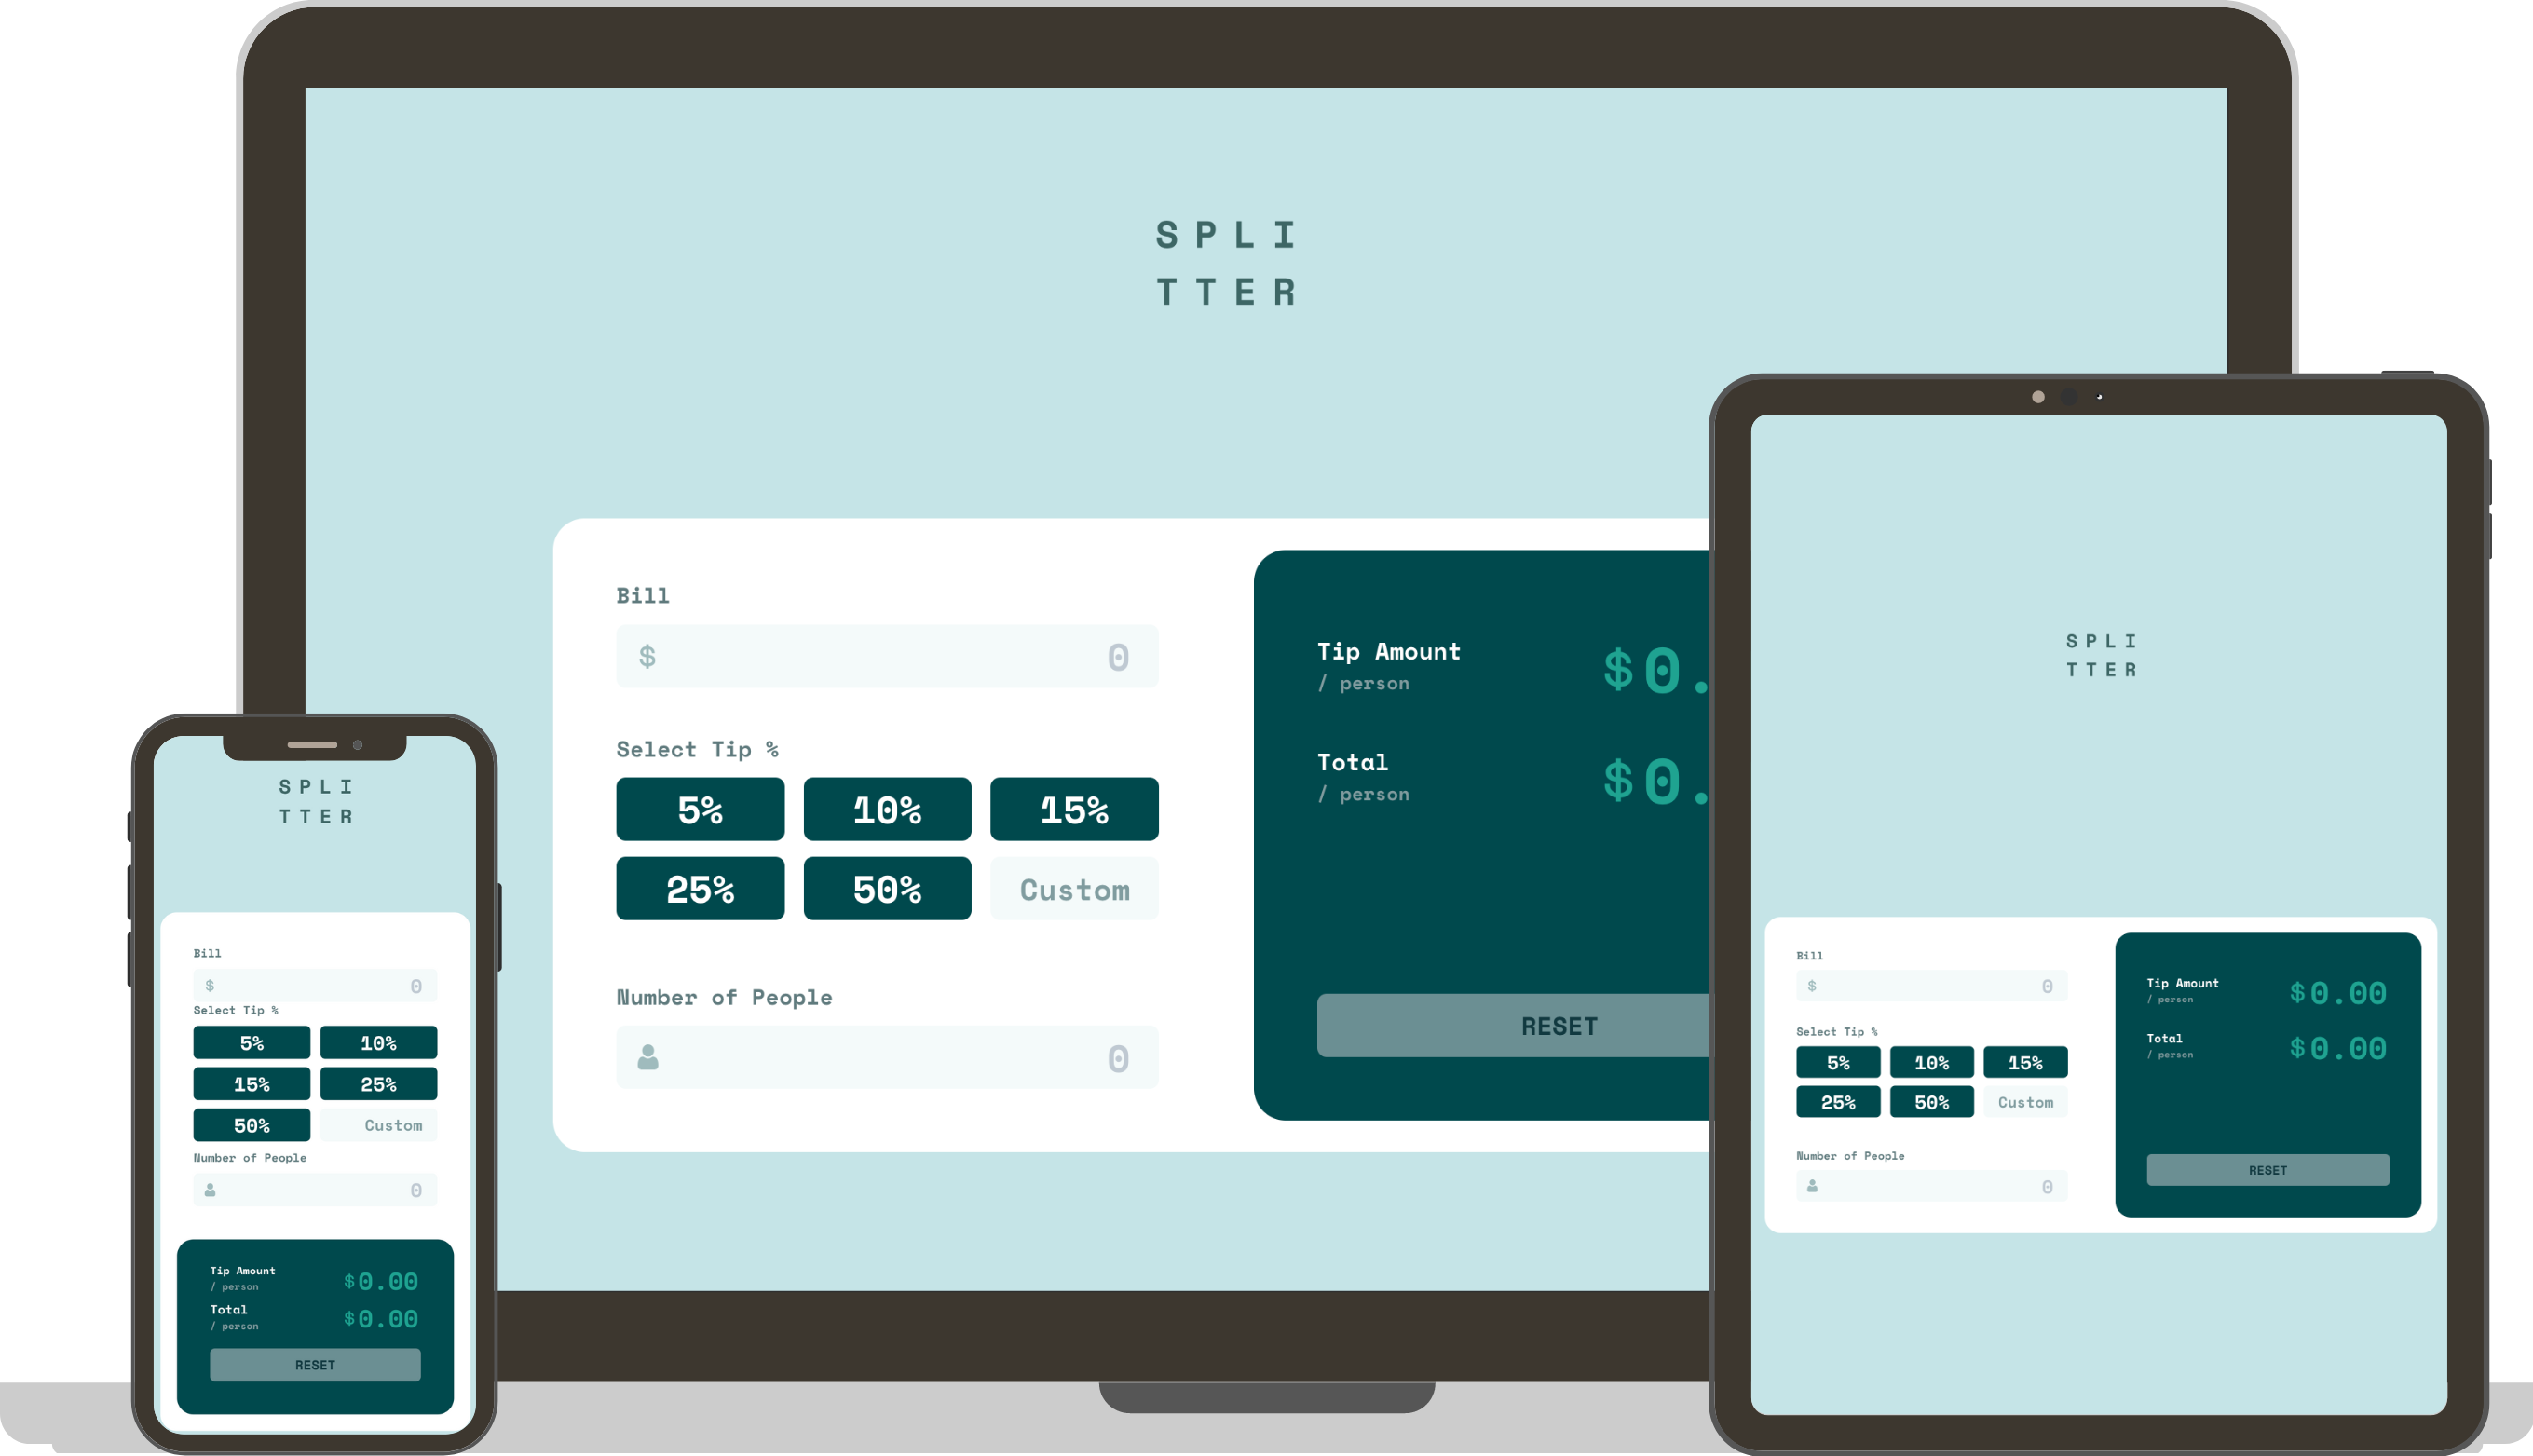 SPLI
TTER
Bill
$ 0
Select Tip %
5% 10% 15%
25% 50% Custom
Number of People
0
Tip Amount
/ person
$0.
Total
/ person
$0.
RESET
SPLI
TTER
Bill
$ 0
Select Tip %
5% 10%
15% 25%
50% Custom
Number of People
0
Tip Amount
/ person
$0.00
Total
/ person
$0.00
RESET
SPLI
TTER
Bill
$ 0
Select Tip %
5% 10% 15%
25% 50% Custom
Number of People
0
Tip Amount
/ person
$0.00
Total
/ person
$0.00
RESET